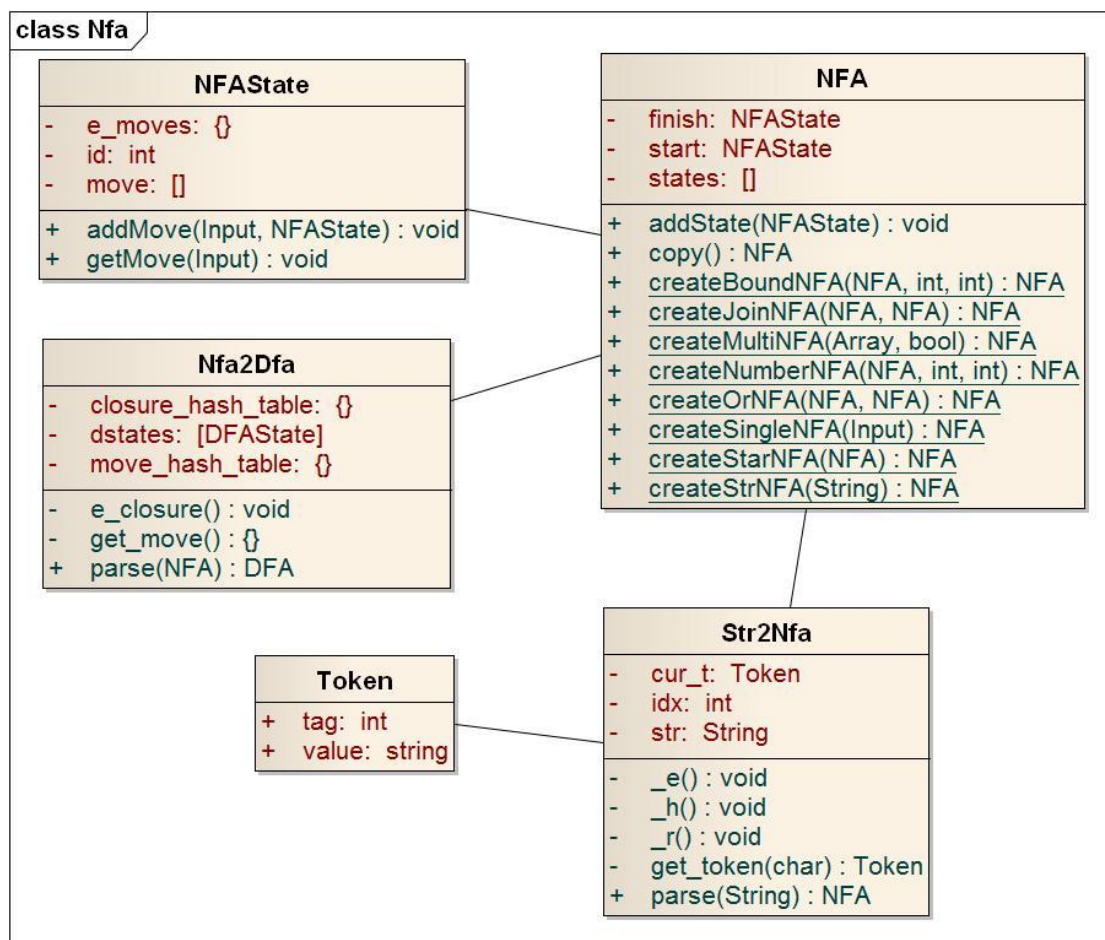 class Nfa
NFAState
- e_moves: {}
- id: int
- move: []
+ addMove(Input, NFAState) : void
+ getMove(Input) : void
NFA
- finish: NFAState
- start: NFAState
- states: []
+ addState(NFAState) : void
+ copy() : NFA
+ createBoundNFA(NFA, int, int) : NFA
+ createJoinNFA(NFA, NFA) : NFA
+ createMultiNFA(Array, bool) : NFA
+ createNumberNFA(NFA, int, int) : NFA
+ createOrNFA(NFA, NFA) : NFA
+ createSingleNFA(Input) : NFA
+ createStarNFA(NFA) : NFA
+ createStrNFA(String) : NFA
Nfa2Dfa
- closure_hash_table: {}
- dstates: [DFAState]
- move_hash_table: {}
- e_closure() : void
- get_move() : {}
+ parse(NFA) : DFA
Token
+ tag: int
+ value: string
Str2Nfa
- cur_t: Token
- idx: int
- str: String
- _e() : void
- _h() : void
- _r() : void
- get_token(char) : Token
+ parse(String) : NFA